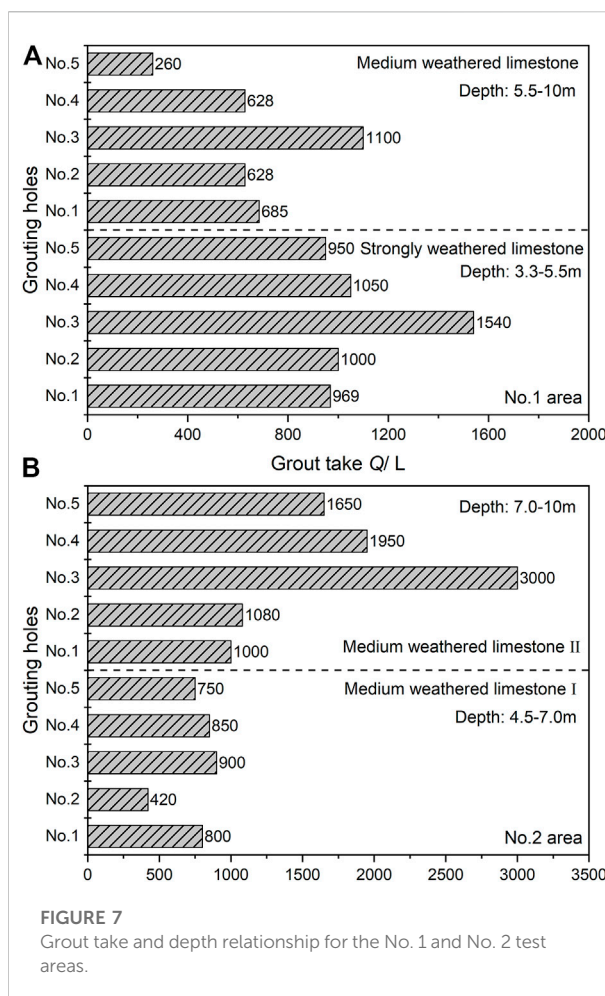 A
No.5
260
Medium weathered limestone
Depth: 5.5-10m
No.4
628
No.3
1100
No.2
628
No.1
685
Grouting holes
No.5
950
Strongly weathered limestone
Depth: 3.3-5.5m
No.4
1050
No.3
1540
No.2
1000
No.1
969
No.1 area
0 400 800 1200 1600 2000
Grout take Q/ L
B
No.5
1650
Depth: 7.0-10m
No.4
1950
No.3
3000
No.2
1080
No.1
1000
Medium weathered limestone II
Grouting holes
No.5
750
Medium weathered limestone I
Depth: 4.5-7.0m
No.4
850
No.3
900
No.2
420
No.1
800
No.2 area
0 500 1000 1500 2000 2500 3000 3500
FIGURE 7
Grout take and depth relationship for the No. 1 and No. 2 test
areas.